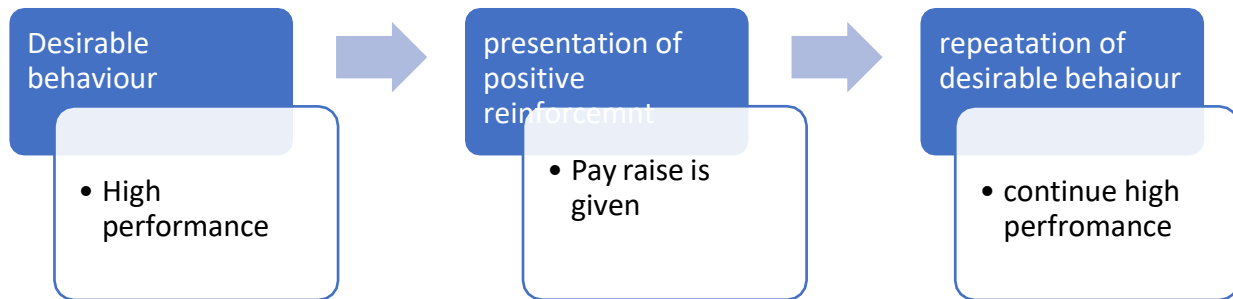 Desirable
behaviour
• High
performance
presentation of
positive
reinforcemnt
• Pay raise is
given
repeatation of
desirable behaiour
• continue high
perfromance